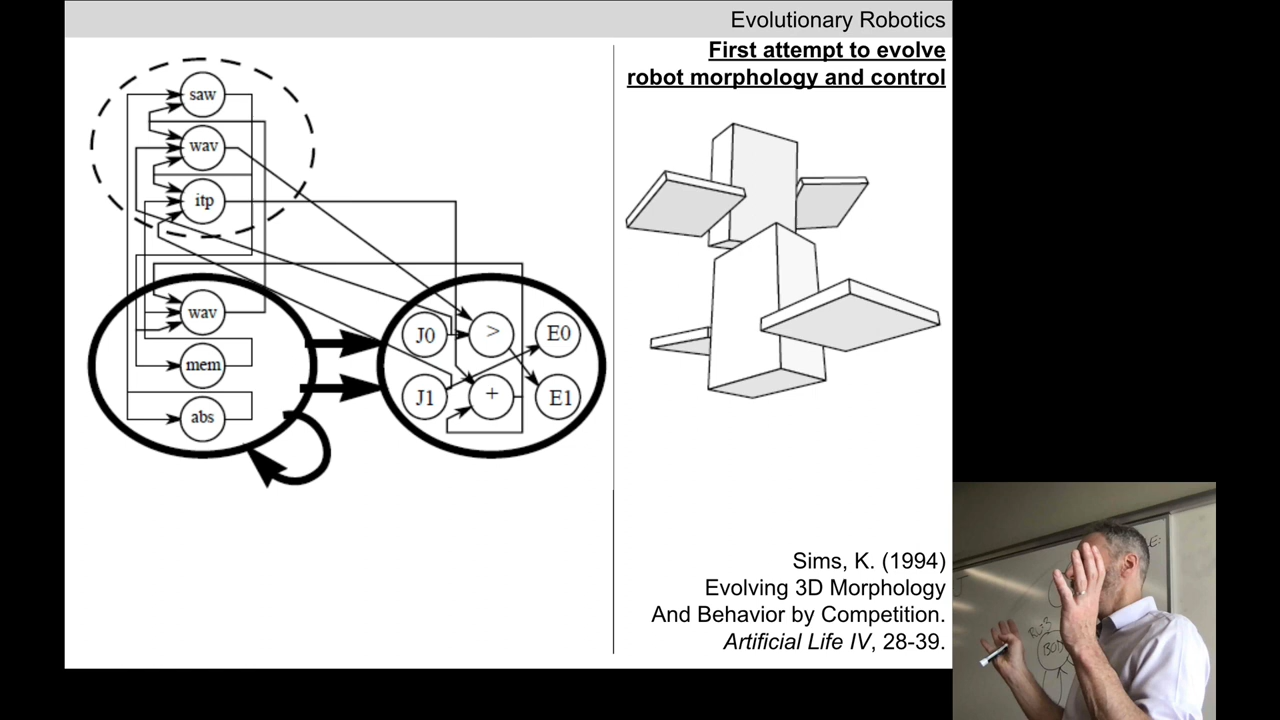 Evolutionary Robotics
First attempt to evolve
robot morphology and control
saw
wav
itp
wav
mem
abs
J0
>
E0
J1
+
E1
Sims, K. (1994)
Evolving 3D Morphology
And Behavior by Competition.
Artificial Life IV, 28-39.
BOD